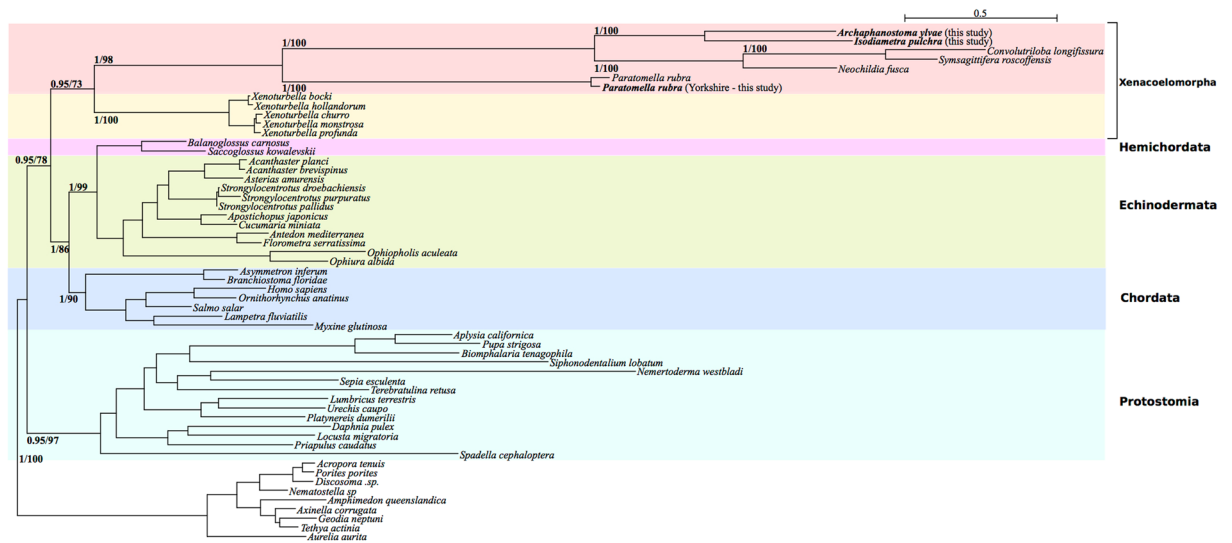 0.5
1/100
Archaphanostoma ylvae (this study)
Isodiametra pulchra (this study)
1/100
1/100
Convolutriloba longifissura
Symsagittifera roscoffensis
1/98
Neochildia fusca
1/100
0.95/73
Paratomella rubra
Xenacoelomorpha
1/100
Paratomella rubra (Yorkshire - this study)
Xenoturbella bocki
Xenoturbella hollandorum
Xenoturbella churro
1/100
Xenoturbella monstrosa
Xenoturbella profunda
Balanoglossus carnosus
Hemichordata
Saccoglossus kowalevskii
0.95/78
Acanthaster planci
Acanthaster brevispinus
Asterias amurensis
1/99
Strongylocentrotus droebachiensis
Strongylocentrotus purpuratus
Echinodermata
Strongylocentrotus pallidus
Apostichopus japonicus
Cucumaria miniata
Antedon mediterranea
Florometra serratissima
1/86
Ophiopholis aculeata
Ophiura albida
Asymmetron inferum
Branchiostoma floridae
Homo sapiens
1/90
Ornithorhynchus anatinus
Chordata
Salmo salar
Lampetra fluviatilis
Myxine glutinosa
Aplysia californica
Pupa strigosa
Biomphalaria tenagophila
Siphonodentalium lobatum
Nemertoderma westbladi
Sepia esculenta
Terebratulina retusa
Lumbricus terrestris
Protostomia
Urechis caupo
Platynereis dumerilii
Daphnia pulex
Locusta migratoria
0.95/97
Priapulus caudatus
Spadella cephaloptera
1/100
Acropora tenuis
Porites porites
Discosoma .sp.
Nematostella sp
Amphimedon queenslandica
Axinella corrugata
Geodia neptuni
Tethya actinia
Aurelia aurita